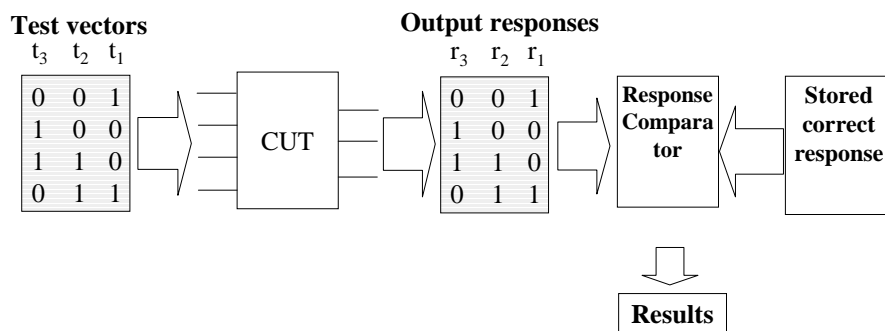 Test vectors
t3 t2 t1
0 0 1
1 0 0
1 1 0
0 1 1
CUT
Output responses
r3 r2 r1
0 0 1
1 0 0
1 1 0
0 1 1
Response
Compara
tor
Stored
correct
response
Results